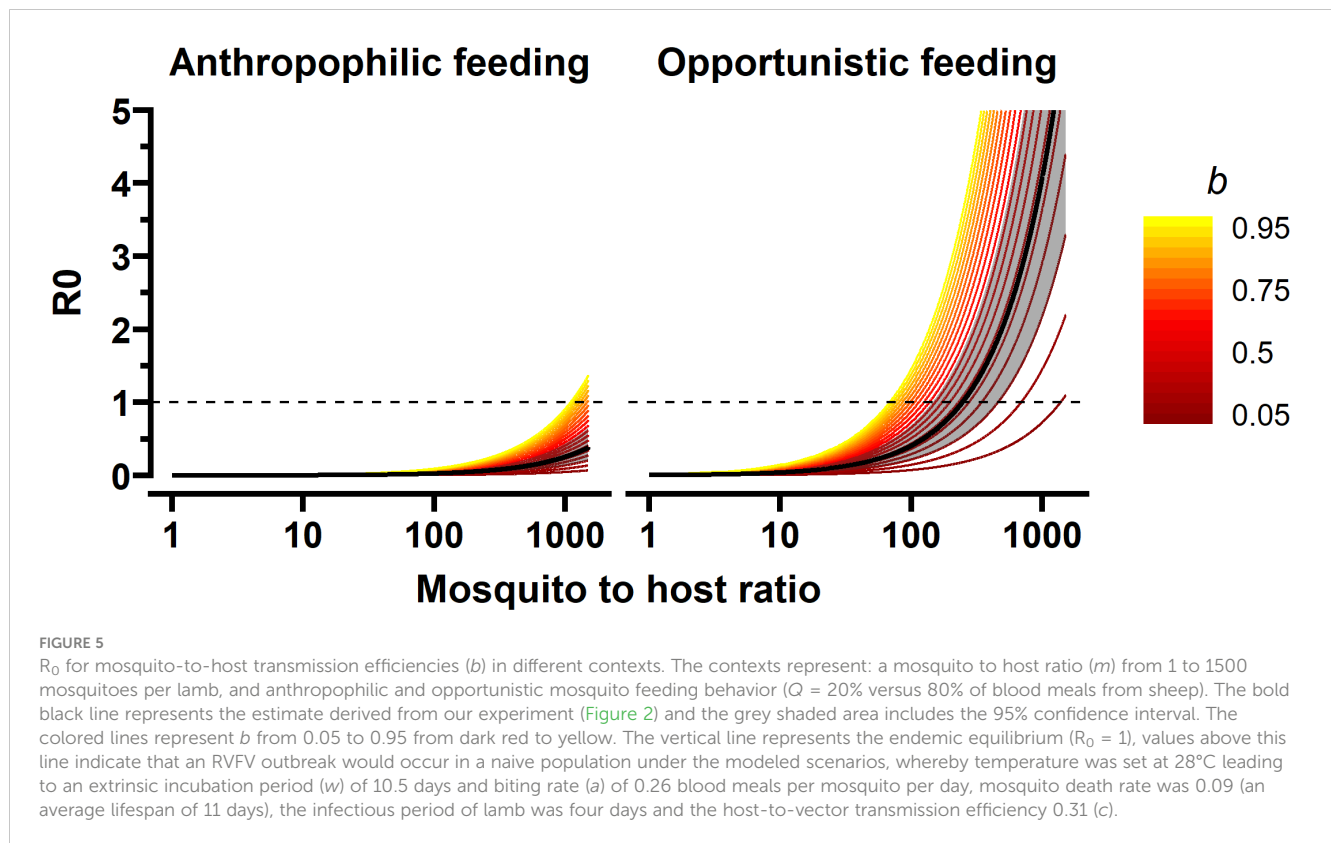 Anthropophilic feeding
Opportunistic feeding
5
4
3
2
1
0
R0
1
10
100
1000
1
10
100
1000
Mosquito to host ratio
b
0.95
0.75
0.5
0.05
FIGURE 5
R0 for mosquito-to-host transmission efficiencies (b) in different contexts. The contexts represent: a mosquito to host ratio (m) from 1 to 1500
mosquitoes per lamb, and anthropophilic and opportunistic mosquito feeding behavior (Q = 20% versus 80% of blood meals from sheep). The bold
black line represents the estimate derived from our experiment (Figure 2) and the grey shaded area includes the 95% confidence interval. The
colored lines represent b from 0.05 to 0.95 from dark red to yellow. The vertical line represents the endemic equilibrium (R0 = 1), values above this
line indicate that an RVFV outbreak would occur in a naive population under the modeled scenarios, whereby temperature was set at 28°C leading
to an extrinsic incubation period (w) of 10.5 days and biting rate (a) of 0.26 blood meals per mosquito per day, mosquito death rate was 0.09 (an
average lifespan of 11 days), the infectious period of lamb was four days and the host-to-vector transmission efficiency 0.31 (c).